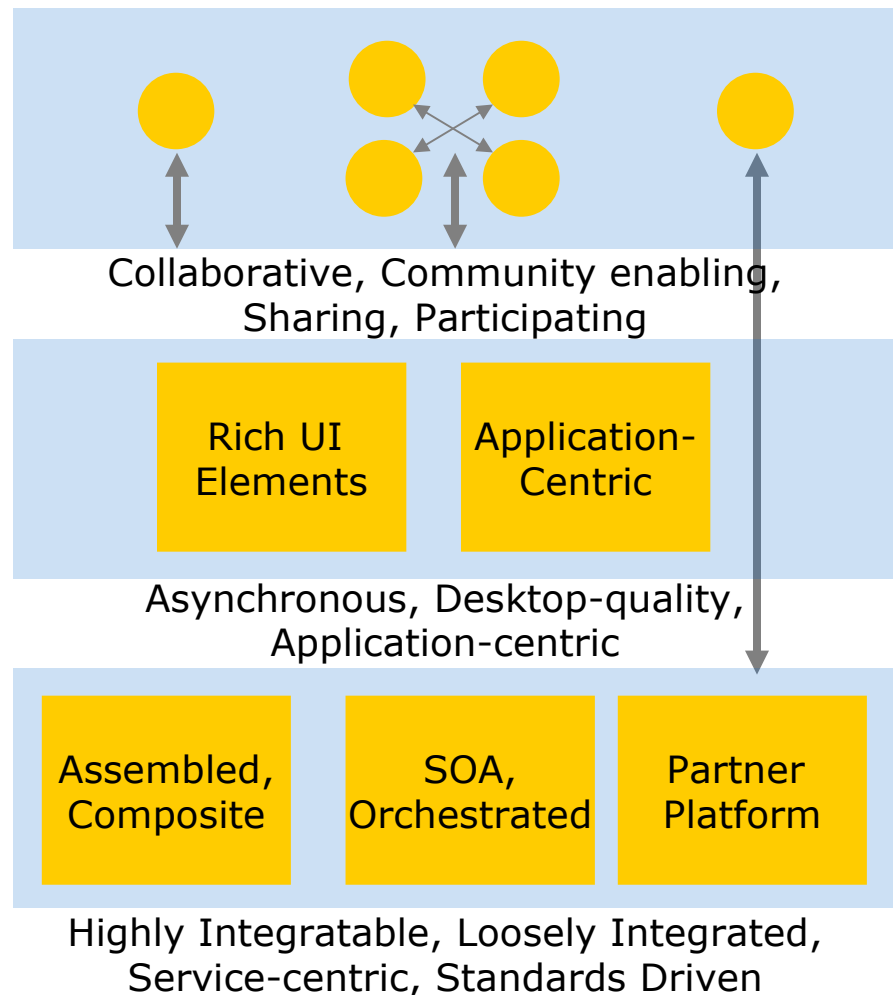 Collaborative, Community enabling,
Sharing, Participating
Rich UI
Elements
Application-
Centric
Asynchronous, Desktop-quality,
Application-centric
Assembled,
Composite
SOA,
Orchestrated
Partner
Platform
Highly Integratable, Loosely Integrated,
Service-centric, Standards Driven